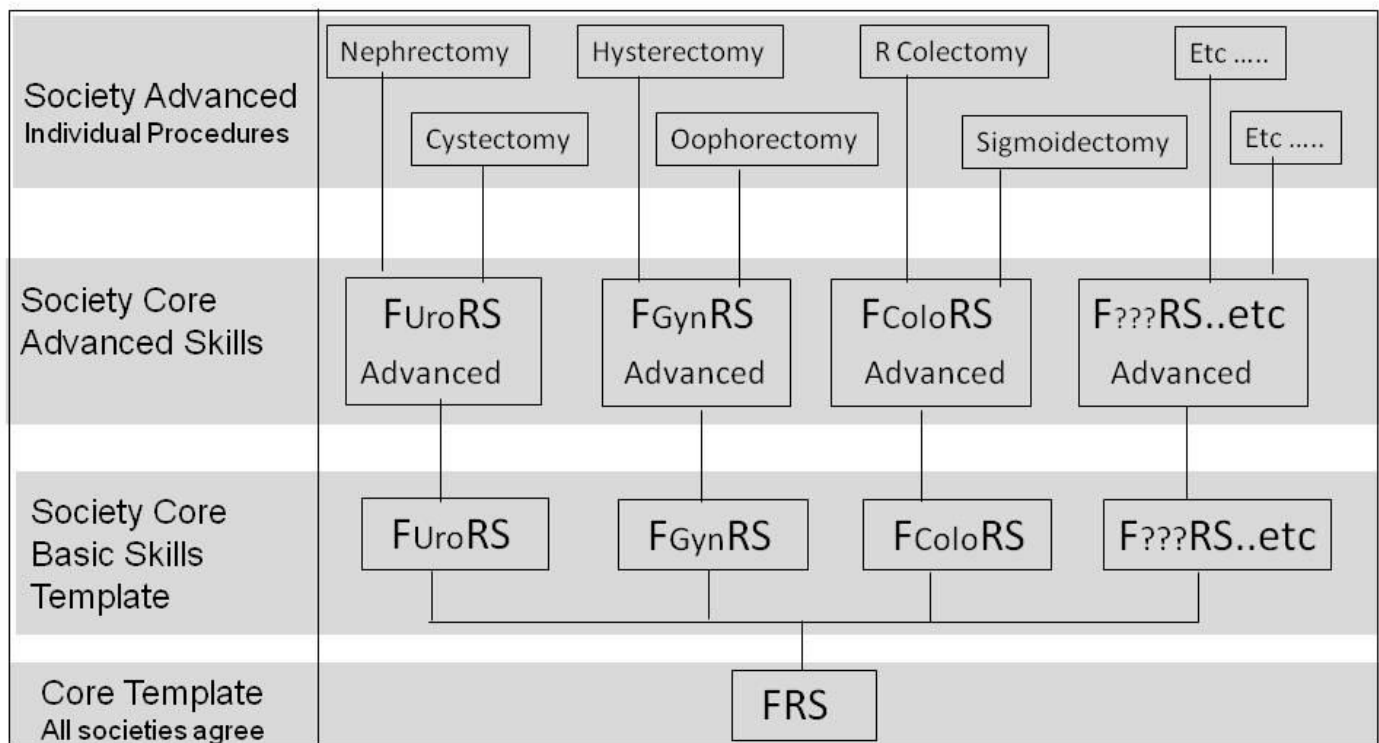 Society Advanced
Individual Procedures
Nephrectomy
Hysterectomy
R Colectomy
Etc .....
Cystectomy
Oophorectomy
Sigmoidectomy
Etc .....
Society Core
Advanced Skills
FUroRS
Advanced
FGynRS
Advanced
FColoRS
Advanced
F???RS..etc
Advanced
Society Core
Basic Skills
Template
FUroRS
FGynRS
FColoRS
F???RS..etc
Core Template
All societies agree
FRS